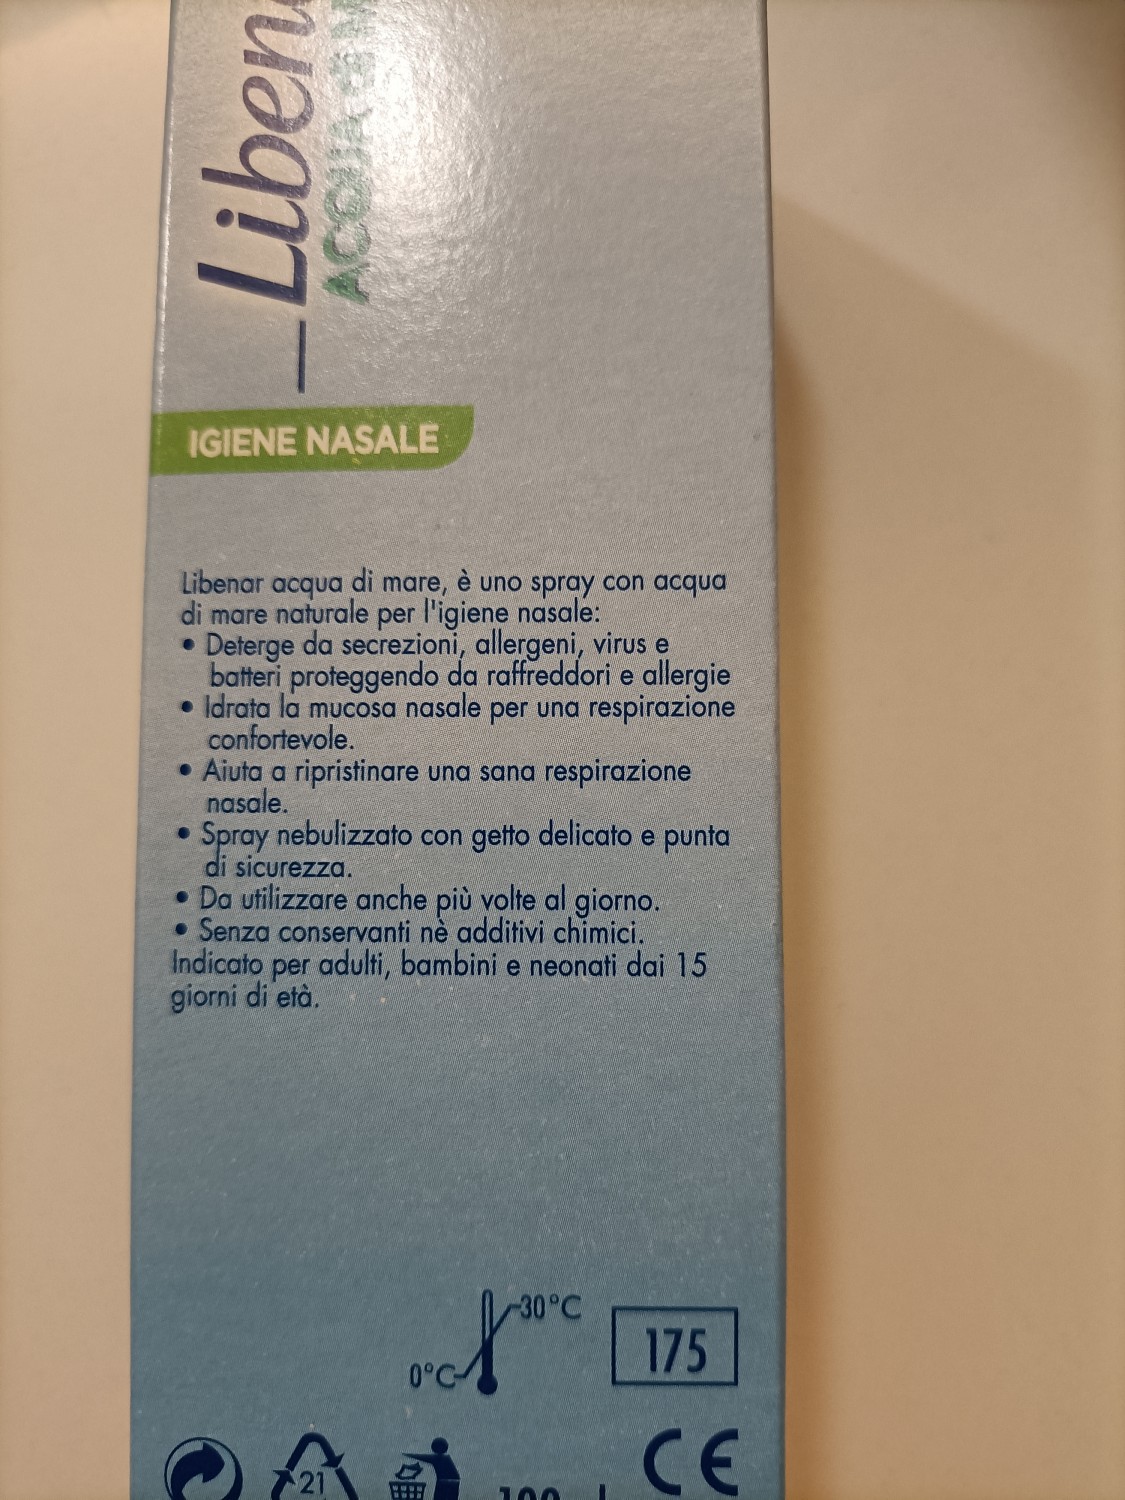 ACQUA di
IGIENE NASALE
Libenar acqua di mare, è uno spray con acqua
di mare naturale per l'igiene nasale:
• Deterge da secrezioni, allergeni, virus e
batteri proteggendo da raffreddori e allergie
• Idrata la mucosa nasale per una respirazione
confortevole.
• Aiuta a ripristinare una sana respirazione
nasale.
• Spray nebulizzato con getto delicato e punta
di sicurezza.
• Da utilizzare anche più volte al giorno.
• Senza conservanti nè additivi chimici.
Indicato per adulti, bambini e neonati dai 15
giorni di età.
30°C
0°C
175
CE
21